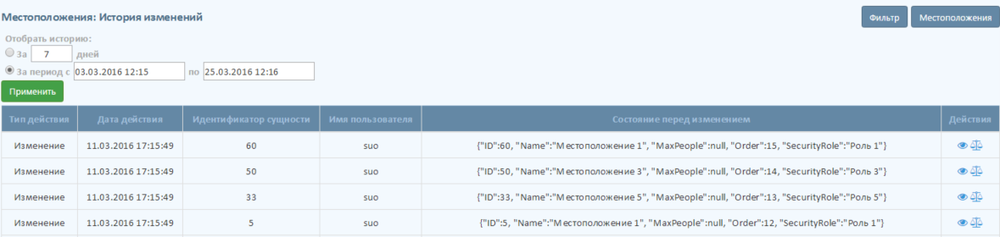 Местоположения: История изменений Фильтр Местоположения
Отобрать историю:
За 7 дней
За период с 03.03.2016 12:15 по 25.03.2016 12:16
Применить
Тип действия Дата действия Идентификатор сущности Имя пользователя Состояние перед изменением Действия
Изменение 11.03.2016 17:15:49 60 suo {"ID":60, "Name":"Местоположение 1", "MaxPeople":null, "Order":15, "SecurityRole":"Роль 1"}
Изменение 11.03.2016 17:15:49 50 suo {"ID":50, "Name":"Местоположение 3", "MaxPeople":null, "Order":14, "SecurityRole":"Роль 3"}
Изменение 11.03.2016 17:15:49 33 suo {"ID":33, "Name":"Местоположение 5", "MaxPeople":null, "Order":13, "SecurityRole":"Роль 5"}
Изменение 11.03.2016 17:15:49 5 suo {"ID":5, "Name":"Местоположение 1", "MaxPeople":null, "Order":12, "SecurityRole":"Роль 1"}